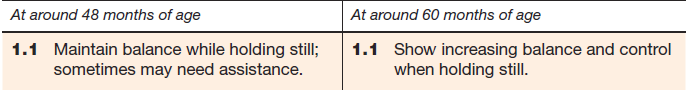 At around 48 months of age
At around 60 months of age
1.1 Maintain balance while holding still;
sometimes may need assistance.
1.1 Show increasing balance and control
when holding still.